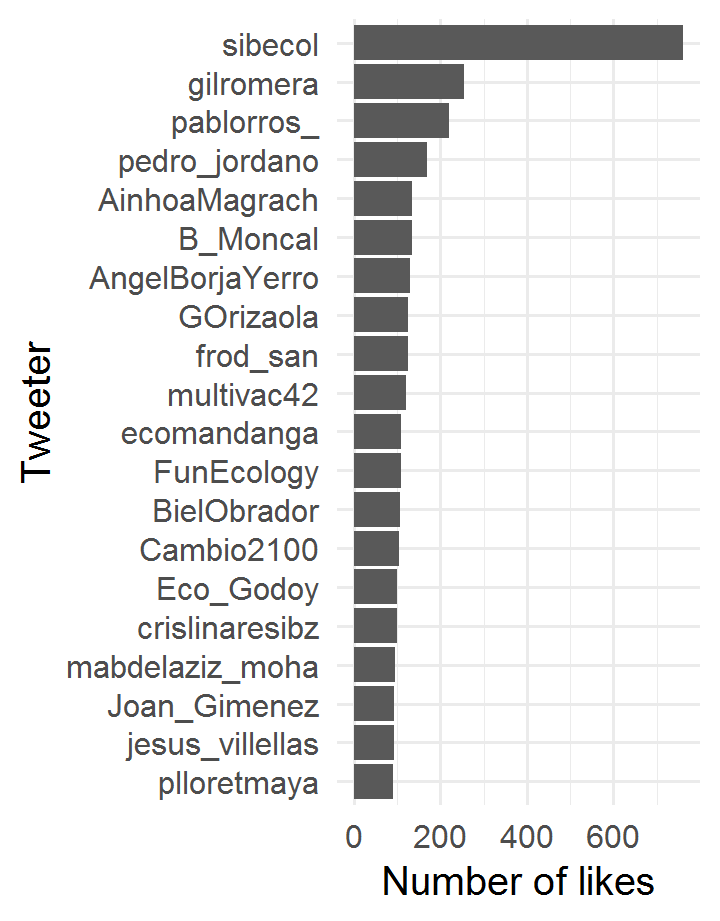 sibecol
gilromera
pablorros_
pedro_jordano
AinhoaMagrach
B_Moncal
AngelBorjaYerro
GOrizaola
frod_san
multivac42
ecomandanga
FunEcology
BielObrador
Cambio2100
Eco_Godoy
crislinaresibz
mabdelaziz_moha
Joan_Gimenez
jesus_villellas
plloretmaya
Tweeter
0 200 400 600
Number of likes